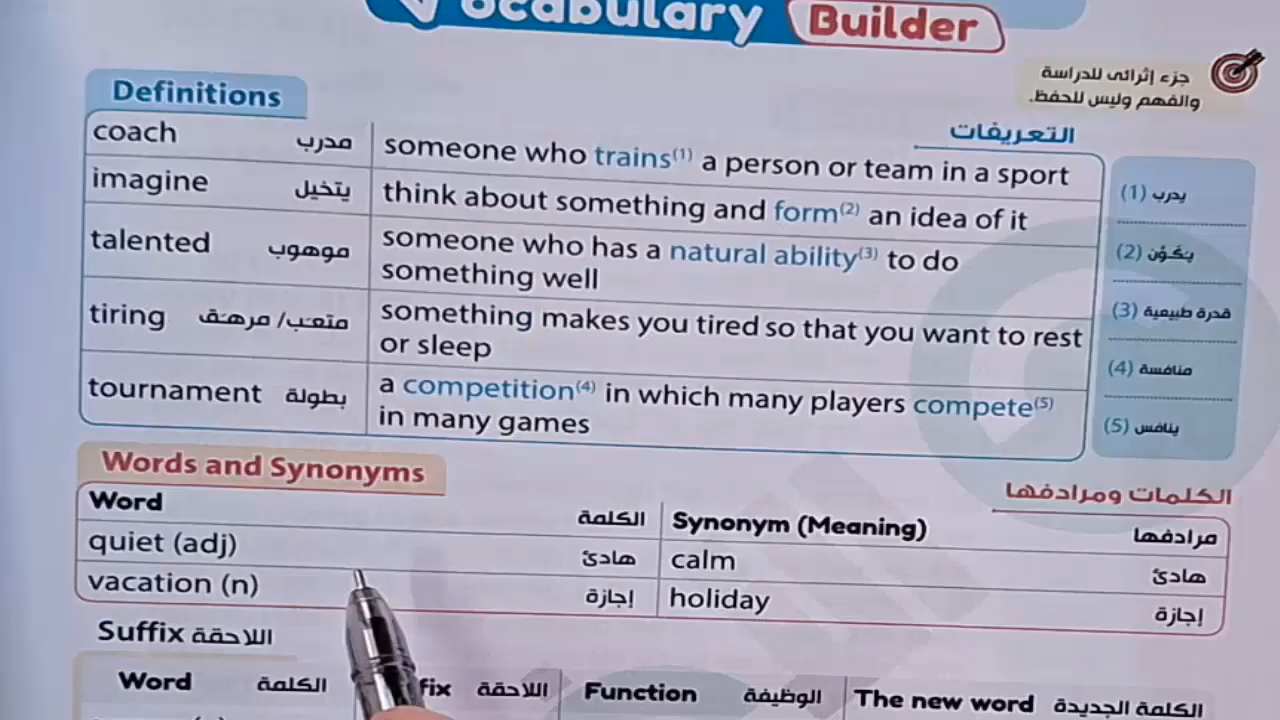 Vocabulary Builder
جزء إثرائى للدراسة
والفهم وليس للحفظ.
Definitions التعريفات
coach مدرب someone who trains(1) a person or team in a sport
imagine يتخيل think about something and form(2) an idea of it
talented موهوب someone who has a natural ability(3) to do
something well
tiring متعب/ مرهق something makes you tired so that you want to rest
or sleep
tournament بطولة a competition(4) in which many players compete(5)
in many games
(1) يدرب
(2) يكوّن
(3) قدرة طبيعية
(4) منافسة
(5) ينافس
Words and Synonyms الكلمات ومرادفها
Word الكلمة Synonym (Meaning) مرادفها
quiet (adj) هادئ calm هادئ
vacation (n) إجازة holiday إجازة
Suffix اللاحقة
Word الكلمة fix اللاحقة Function الوظيفة The new word الكلمة الجديدة